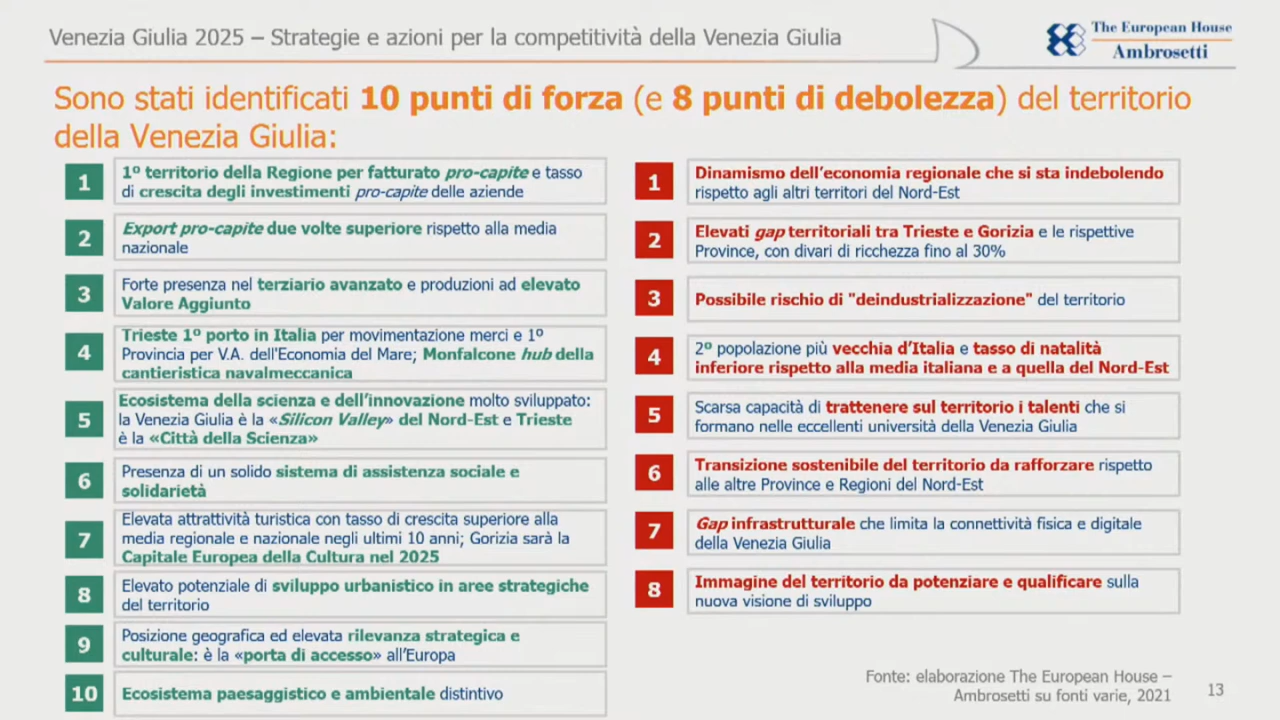 Venezia Giulia 2025 – Strategie e azioni per la competitività della Venezia Giulia
The European House
Ambrosetti
Sono stati identificati 10 punti di forza (e 8 punti di debolezza) del territorio
della Venezia Giulia:
1
1º territorio della Regione per fatturato pro-capite e tasso
di crescita degli investimenti pro-capite delle aziende
2
Export pro-capite due volte superiore rispetto alla media
nazionale
3
Forte presenza nel terziario avanzato e produzioni ad elevato
Valore Aggiunto
4
Trieste 1º porto in Italia per movimentazione merci e 1º
Provincia per V.A. dell'Economia del Mare; Monfalcone hub della
cantieristica navalmeccanica
5
Ecosistema della scienza e dell’innovazione molto sviluppato:
la Venezia Giulia è la «Silicon Valley» del Nord-Est e Trieste
è la «Città della Scienza»
6
Presenza di un solido sistema di assistenza sociale e
solidarietà
7
Elevata attrattività turistica con tasso di crescita superiore alla
media regionale e nazionale negli ultimi 10 anni; Gorizia sarà la
Capitale Europea della Cultura nel 2025
8
Elevato potenziale di sviluppo urbanistico in aree strategiche
del territorio
9
Posizione geografica ed elevata rilevanza strategica e
culturale: è la «porta di accesso» all’Europa
10
Ecosistema paesaggistico e ambientale distintivo
1
Dinamismo dell’economia regionale che si sta indebolendo
rispetto agli altri territori del Nord-Est
2
Elevati gap territoriali tra Trieste e Gorizia e le rispettive
Province, con divari di ricchezza fino al 30%
3
Possibile rischio di "deindustrializzazione" del territorio
4
2º popolazione più vecchia d’Italia e tasso di natalità
inferiore rispetto alla media italiana e a quella del Nord-Est
5
Scarsa capacità di trattenere sul territorio i talenti che si
formano nelle eccellenti università della Venezia Giulia
6
Transizione sostenibile del territorio da rafforzare rispetto
alle altre Province e Regioni del Nord-Est
7
Gap infrastrutturale che limita la connettività fisica e digitale
della Venezia Giulia
8
Immagine del territorio da potenziare e qualificare sulla
nuova visione di sviluppo
Fonte: elaborazione The European House –
Ambrosetti su fonti varie, 2021
13